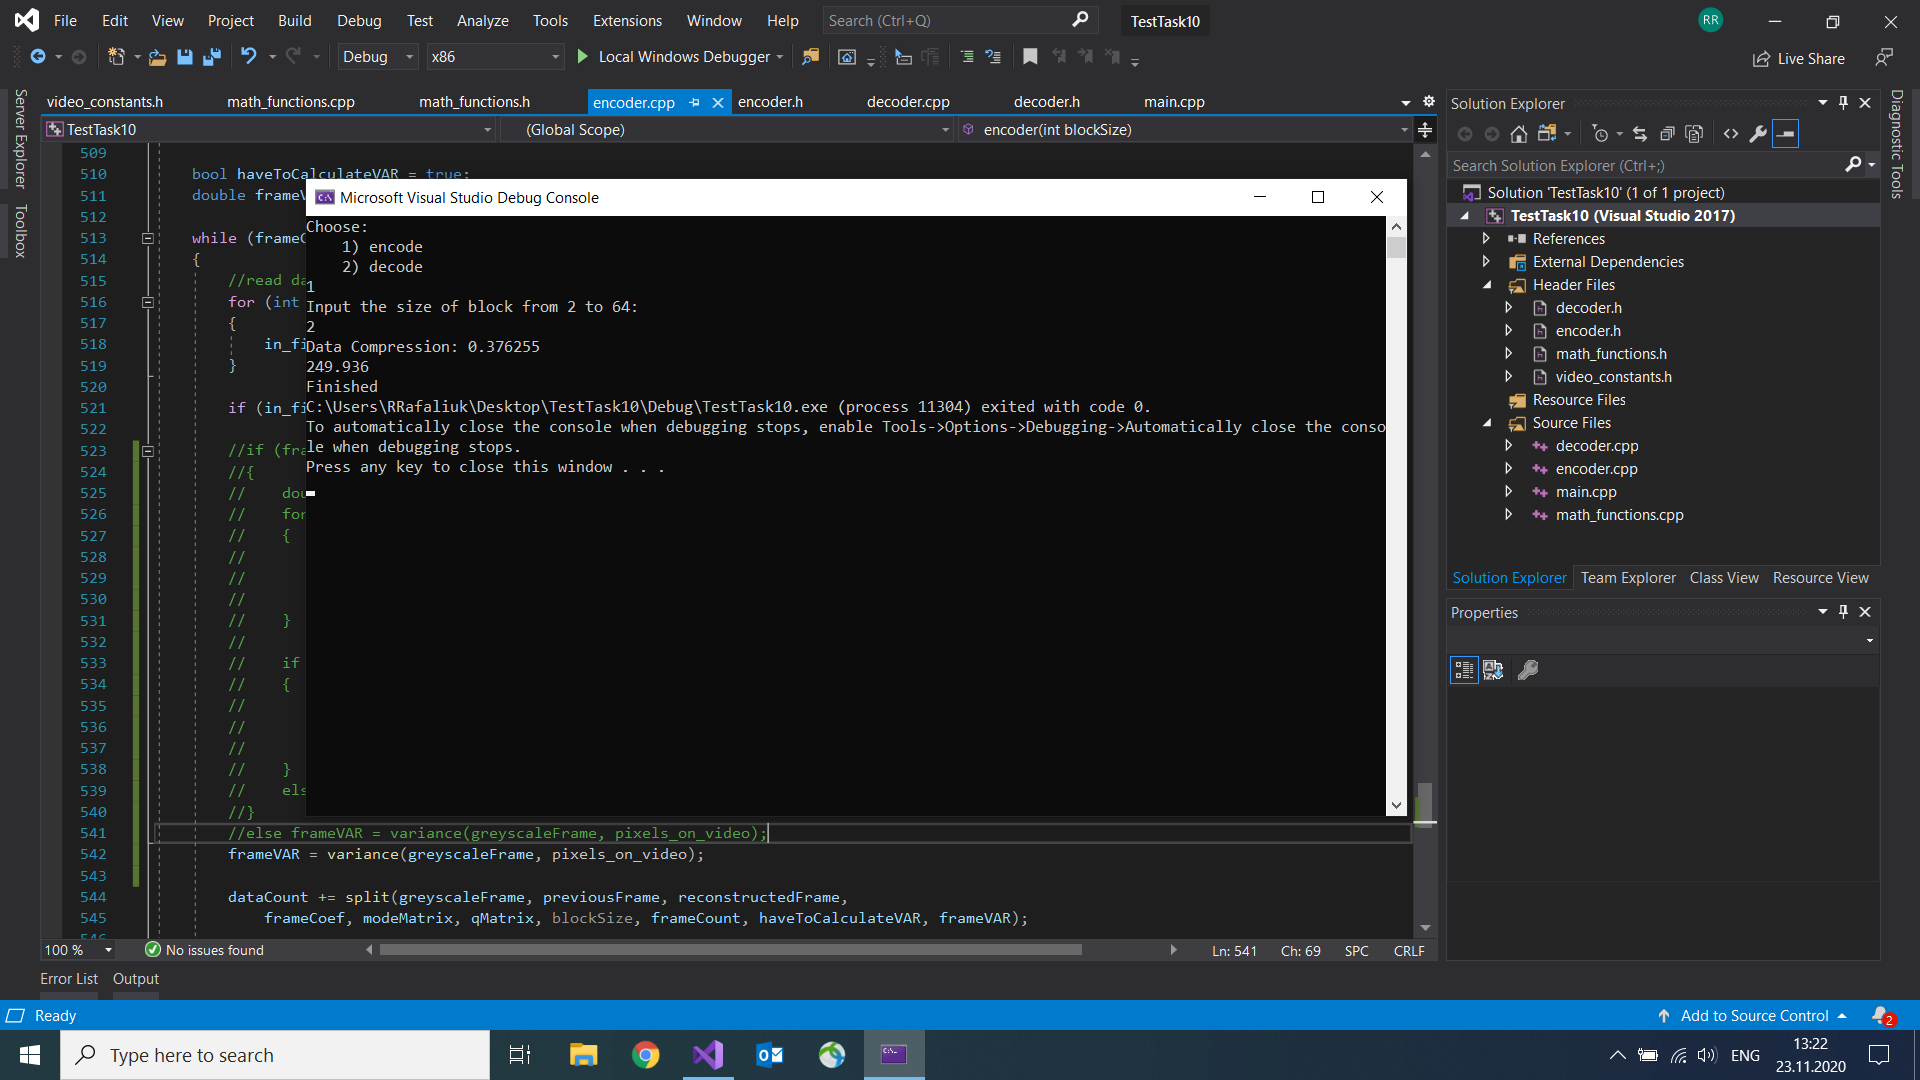 File Edit View Project Build Debug Test Analyze Tools Extensions Window Help Search (Ctrl+Q) TestTask10 RR
Debug x86 Local Windows Debugger Live Share
Server Explorer
Toolbox
video_constants.h math_functions.cpp math_functions.h encoder.cpp encoder.h decoder.cpp decoder.h main.cpp
TestTask10 (Global Scope) encoder(int blockSize)
509
510 bool haveToCalculateVAR = true;
511 double frameV
512
513 while (frameC
514 {
515 //read da
516 for (int
517 {
518 in_fi
519 }
520
521 if (in_fi
522
523 //if (fra
524 //{
525 // dou
526 // for
527 // {
528 //
529 //
530 //
531 // }
532 //
533 // if
534 // {
535 //
536 //
537 //
538 // }
539 // els
540 //}
541 //else frameVAR = variance(greyscaleFrame, pixels_on_video);
542 frameVAR = variance(greyscaleFrame, pixels_on_video);
543
544 dataCount += split(greyscaleFrame, previousFrame, reconstructedFrame,
545 frameCoef, modeMatrix, qMatrix, blockSize, frameCount, haveToCalculateVAR, frameVAR);
Microsoft Visual Studio Debug Console
Choose:
1) encode
2) decode
1
Input the size of block from 2 to 64:
2
Data Compression: 0.376255
249.936
Finished
C:\Users\RRafaliuk\Desktop\TestTask10\Debug\TestTask10.exe (process 11304) exited with code 0.
To automatically close the console when debugging stops, enable Tools->Options->Debugging->Automatically close the conso
le when debugging stops.
Press any key to close this window . . .
100 % No issues found Ln: 541 Ch: 69 SPC CRLF
Error List Output
Solution Explorer
Search Solution Explorer (Ctrl+;)
Solution 'TestTask10' (1 of 1 project)
TestTask10 (Visual Studio 2017)
References
External Dependencies
Header Files
decoder.h
encoder.h
math_functions.h
video_constants.h
Resource Files
Source Files
decoder.cpp
encoder.cpp
main.cpp
math_functions.cpp
Solution Explorer Team Explorer Class View Resource View
Properties
Diagnostic Tools
Ready Add to Source Control 2
Type here to search ENG 13:22
23.11.2020